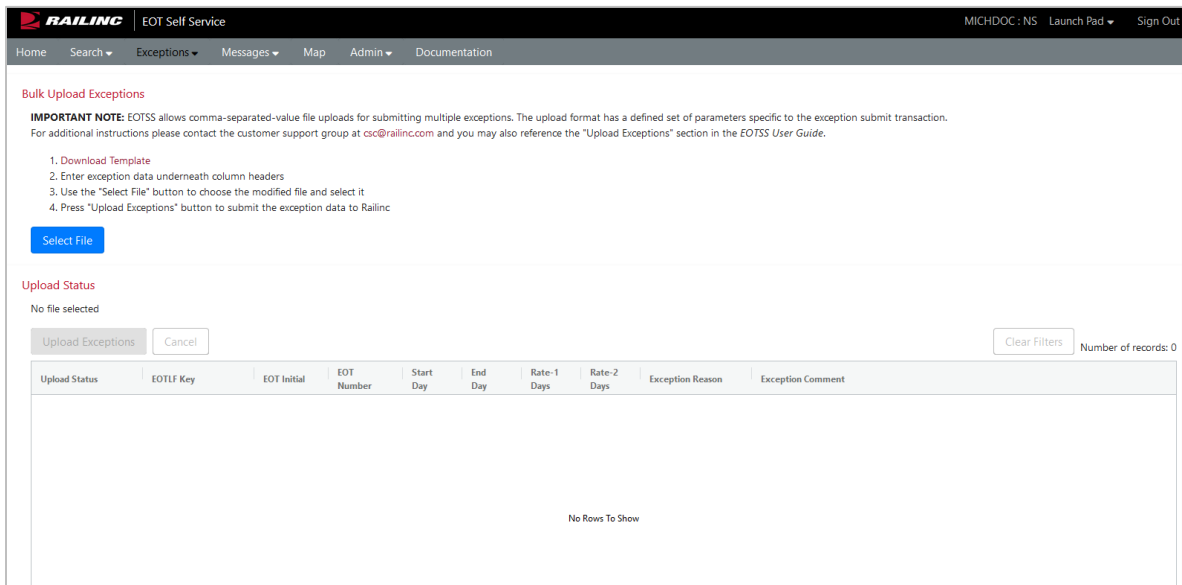 RAILINC EOT Self Service MICHDOC : NS Launch Pad Sign Out
Home Search Exceptions Messages Map Admin Documentation
Bulk Upload Exceptions
IMPORTANT NOTE: EOTSS allows comma-separated-value file uploads for submitting multiple exceptions. The upload format has a defined set of parameters specific to the exception submit transaction.
For additional instructions please contact the customer support group at csc@railinc.com and you may also reference the "Upload Exceptions" section in the EOTSS User Guide.
1. Download Template
2. Enter exception data underneath column headers
3. Use the "Select File" button to choose the modified file and select it
4. Press "Upload Exceptions" button to submit the exception data to Railinc
Select File
Upload Status
No file selected
Upload Exceptions Cancel Clear Filters Number of records: 0
Upload Status EOTLF Key EOT Initial EOT Number Start Day End Day Rate-1 Days Rate-2 Days Exception Reason Exception Comment
No Rows To Show